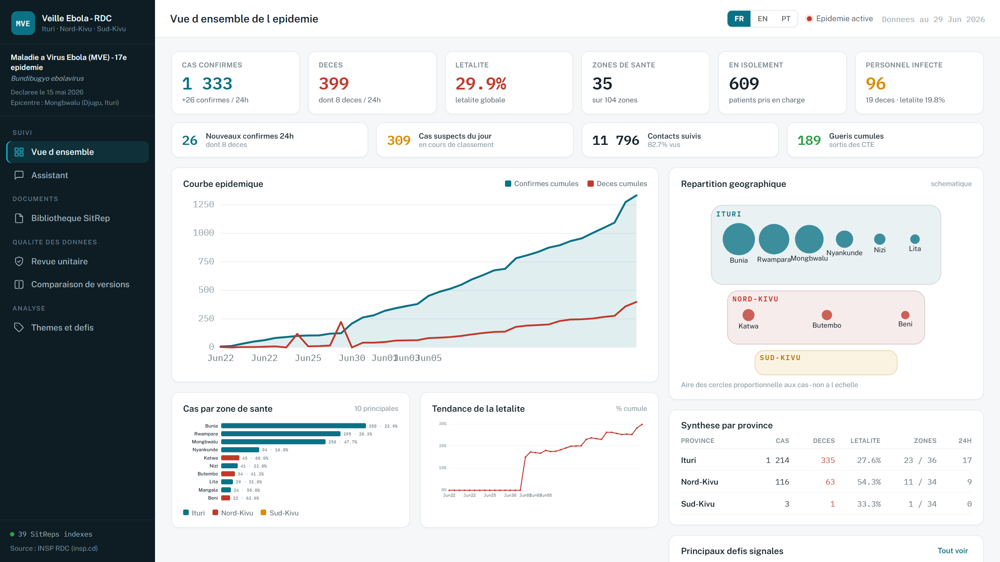 MVE
Veille Ebola - RDC
Ituri · Nord-Kivu · Sud-Kivu
Maladie a Virus Ebola (MVE) - 17e
epidemie
Bundibugyo ebolavirus
Declaree le 15 mai 2026
Epicentre : Mongbwalu (Djugu, Ituri)
SUIVI
Vue d ensemble
Assistant
DOCUMENTS
Bibliotheque SitRep
QUALITE DES DONNEES
Revue unitaire
Comparaison de versions
ANALYSE
Themes et defis
39 SitReps indexes
Source : INSP RDC (insp.cd)
Vue d ensemble de l epidemie
FR EN PT
Epidemie active
Donnees au 29 Jun 2026
CAS CONFIRMES
1 333
+26 confirmes / 24h
DECES
399
dont 8 deces / 24h
LETALITE
29.9%
letalite globale
ZONES DE SANTE
35
sur 104 zones
EN ISOLEMENT
609
patients pris en charge
PERSONNEL INFECTE
96
19 deces · letalite 19.8%
26
Nouveaux confirmes 24h
dont 8 deces
309
Cas suspects du jour
en cours de classement
11 796
Contacts suivis
82.7% vus
189
Gueris cumules
sortis des CTE
Courbe epidemique
Confirmes cumules
Deces cumules
1250
1000
750
500
250
0
Jun22 Jun22 Jun25 Jun30 Jun01 Jun03 Jun05
Repartition geographique
schematique
ITURI
Bunia
Rwampara
Mongbwalu
Nyankunde
Nizi
Lita
NORD-KIVU
Katwa
Butembo
Beni
SUD-KIVU
Aire des cercles proportionnelle aux cas - non a l echelle
Cas par zone de sante
10 principales
Bunia 358 · 22.9%
Rwampara 295 · 20.3%
Mongbwalu 258 · 47.7%
Nyankunde 94 · 16.0%
Katwa 45 · 60.0%
Nizi 41 · 22.0%
Butembo 34 · 41.2%
Lita 29 · 31.0%
Mangala 24 · 50.0%
Beni 22 · 63.6%
Ituri Nord-Kivu Sud-Kivu
Tendance de la letalite
% cumule
30%
20%
10%
0%
Jun22 Jun22 Jun25 Jun30 Jun01 Jun03 Jun05
Synthese par province
PROVINCE CAS DECES LETALITE ZONES 24H
Ituri 1 214 335 27.6% 23 / 36 17
Nord-Kivu 116 63 54.3% 11 / 34 9
Sud-Kivu 3 1 33.3% 1 / 34 0
Principaux defis signales
Tout voir